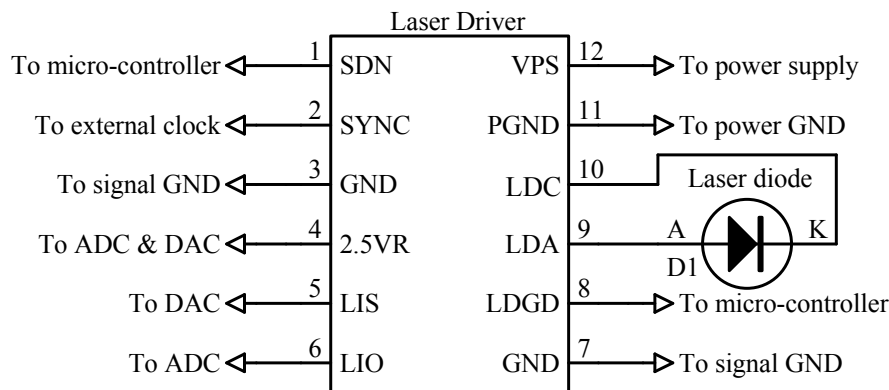 Laser Driver
To micro-controller 1 SDN VPS 12 To power supply
To external clock 2 SYNC PGND 11 To power GND
To signal GND 3 GND LDC 10 Laser diode
To ADC & DAC 4 2.5VR LDA 9 A K
D1
To DAC 5 LIS LDGD 8 To micro-controller
To ADC 6 LIO GND 7 To signal GND